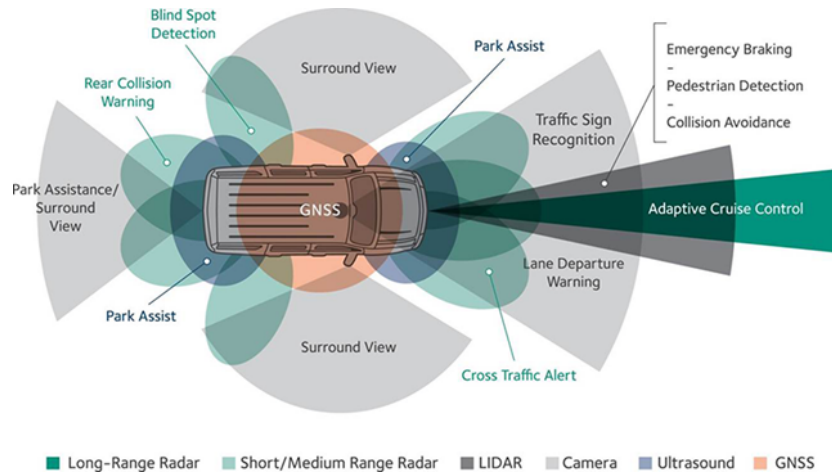 Blind Spot
Detection
Surround View
Park Assist
Emergency Braking
–
Pedestrian Detection
–
Collision Avoidance
Rear Collision
Warning
Traffic Sign
Recognition
Park Assistance/
Surround
View
GNSS
Adaptive Cruise Control
Lane Departure
Warning
Park Assist
Surround View
Cross Traffic Alert
Long-Range Radar
Short/Medium Range Radar
LIDAR
Camera
Ultrasound
GNSS